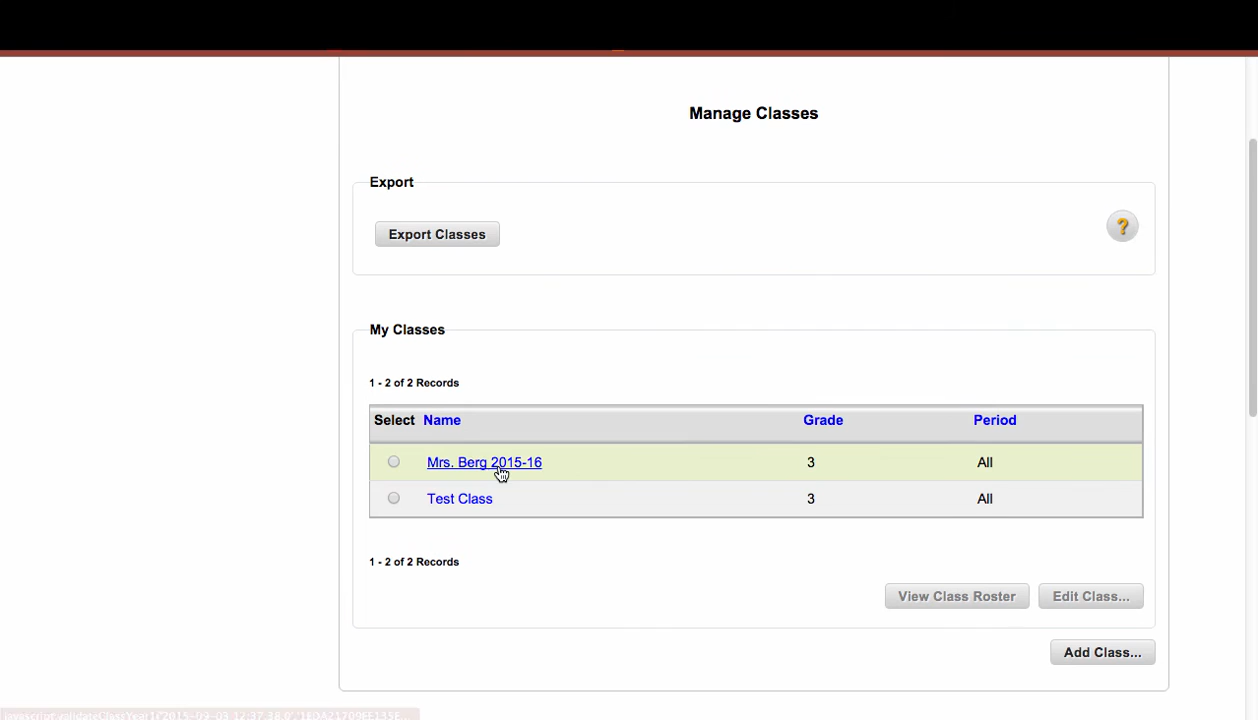 Manage Classes
Export
Export Classes
?
My Classes
1 - 2 of 2 Records
Select Name Grade Period
Mrs. Berg 2015-16 3 All
Test Class 3 All
1 - 2 of 2 Records
View Class Roster Edit Class...
Add Class...